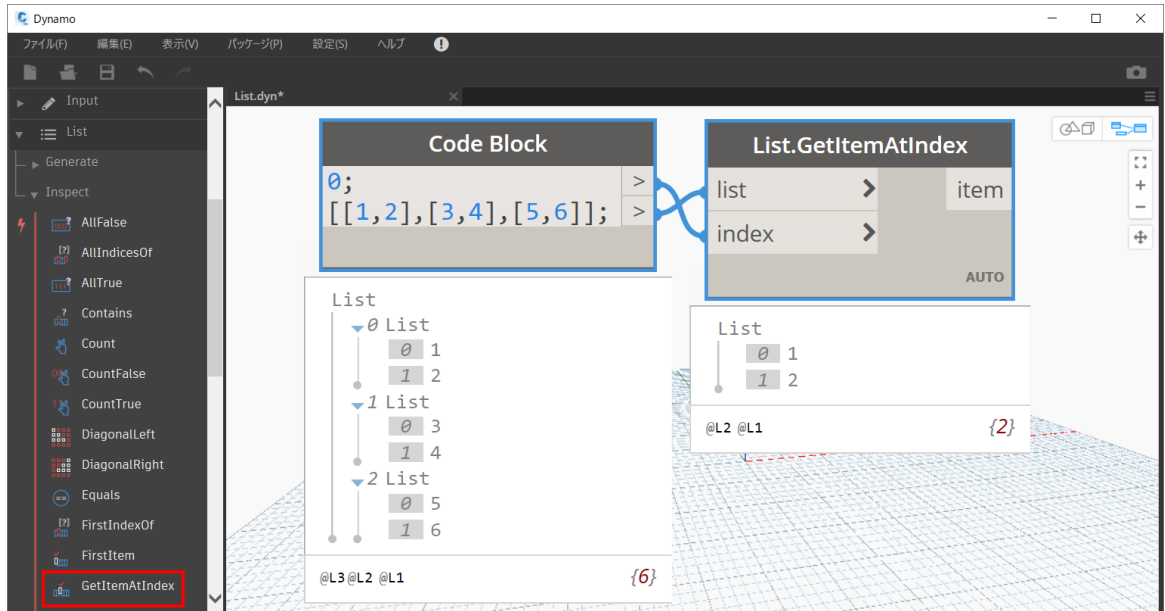 Dynamo
ファイル(F) 編集(E) 表示(V) パッケージ(P) 設定(S) ヘルプ
Input
List
Generate
Inspect
AllFalse
AllIndicesOf
AllTrue
Contains
Count
CountFalse
CountTrue
DiagonalLeft
DiagonalRight
Equals
FirstIndexOf
FirstItem
GetItemAtIndex
List.dyn*
Code Block
0; >
[[1,2],[3,4],[5,6]]; >
List
0 List
0 1
1 2
1 List
0 3
1 4
2 List
0 5
1 6
@L3 @L2 @L1 {6}
List.GetItemAtIndex
list > item
index >
AUTO
List
0 1
1 2
@L2 @L1 {2}